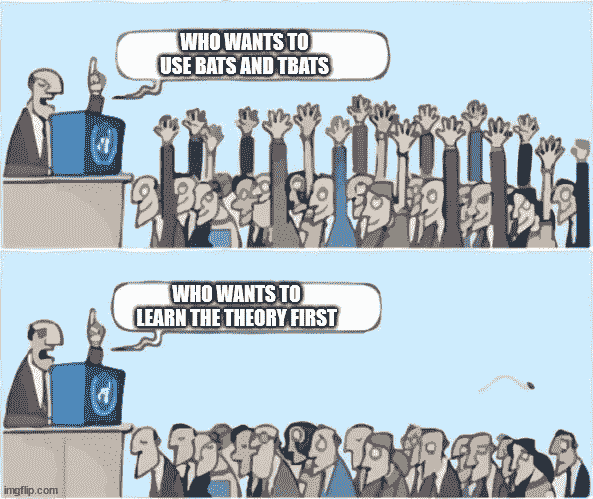 WHO WANTS TO
USE BATS AND TBATS
WHO WANTS TO
LEARN THE THEORY FIRST
imgflip.com